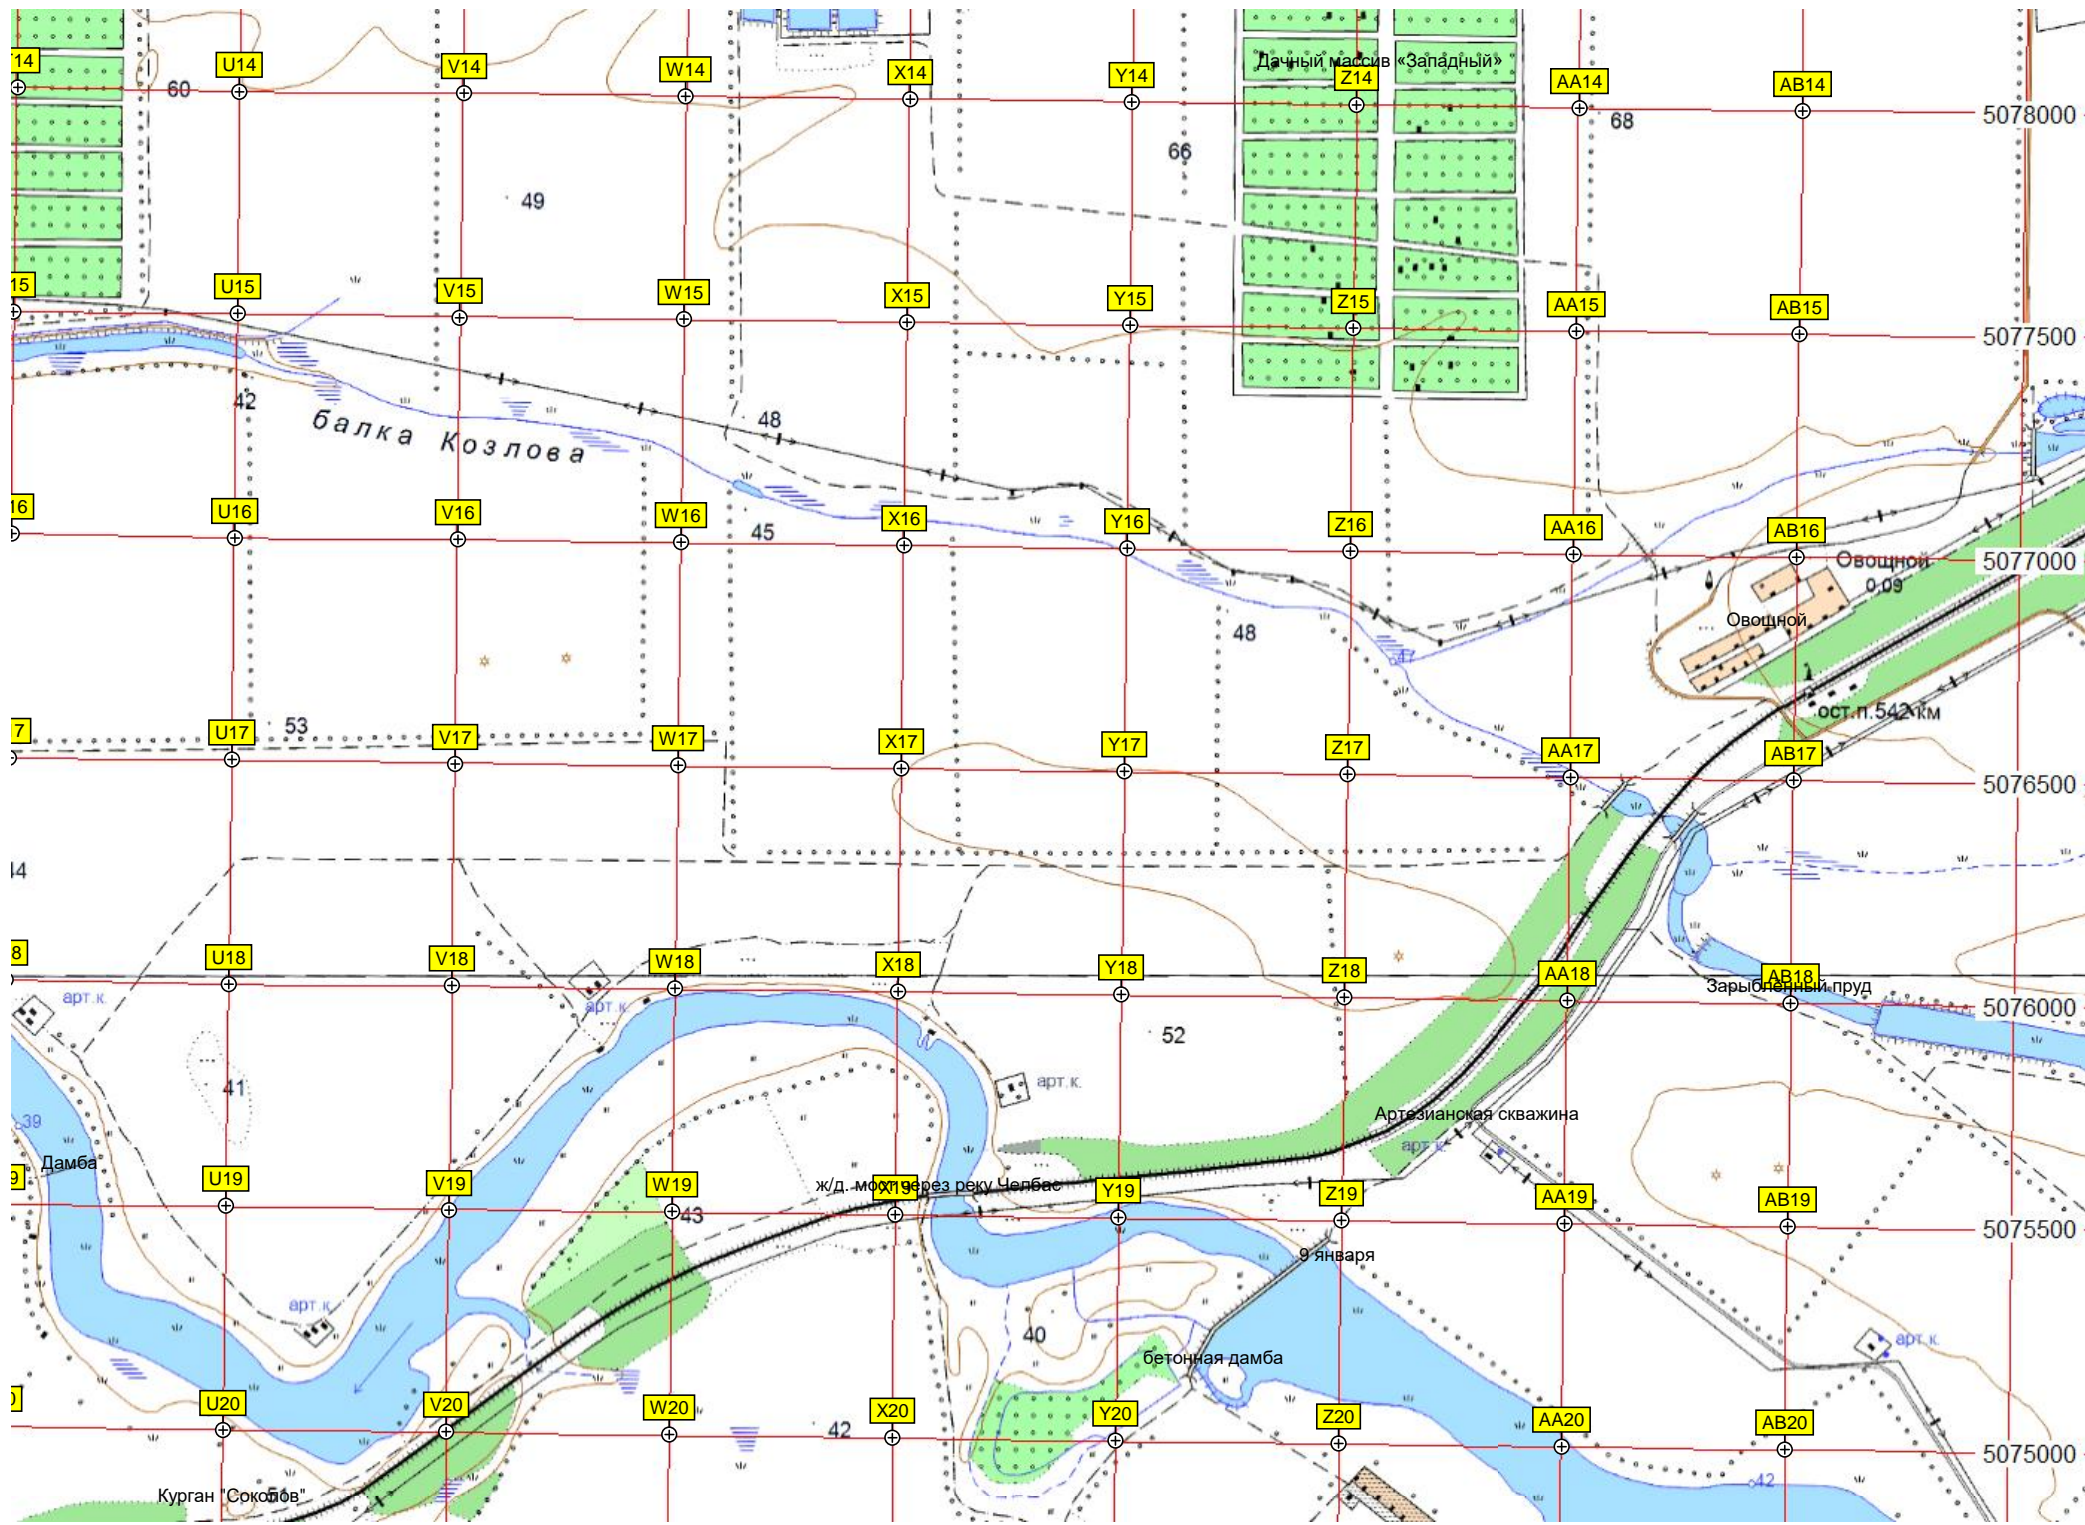 Дачный массив «Западный»
14
U14
V14
W14
X14
Y14
Z14
AA14
AB14
60
68
5078000
66
49
15
U15
V15
W15
X15
Y15
Z15
AA15
AB15
5077500
42
48
балка Козлова
16
U16
V16
W16
X16
Y16
Z16
AA16
AB16
45
Овощной
0.09
5077000
Овощной
48
47
53
ост.п.542 км
7
U17
V17
W17
X17
Y17
Z17
AA17
AB17
5076500
44
8
U18
V18
W18
X18
Y18
Z18
AA18
AB18
Зарыбленный пруд
арт.к.
арт.к.
5076000
52
41
арт.к.
39
Артезианская скважина
арт.к.
Дамба
9
U19
V19
W19
X19
ж/д. мост через реку Челбас
Y19
Z19
AA19
AB19
43
5075500
9 января
арт.к.
40
арт.к.
бетонная дамба
U20
V20
W20
X20
Y20
Z20
AA20
AB20
42
5075000
42
Курган "Соколов"
51